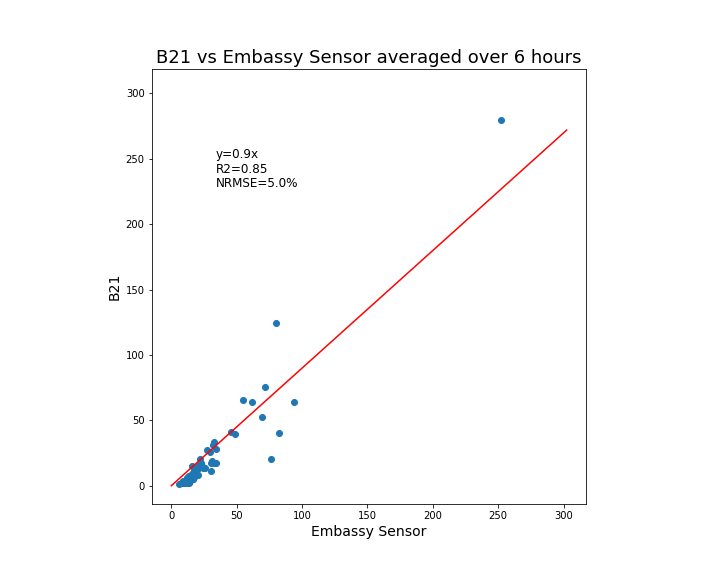 B21 vs Embassy Sensor averaged over 6 hours
300
250
200
150
100
50
0
B21
y=0.9x
R2=0.85
NRMSE=5.0%
0 50 100 150 200 250 300
Embassy Sensor